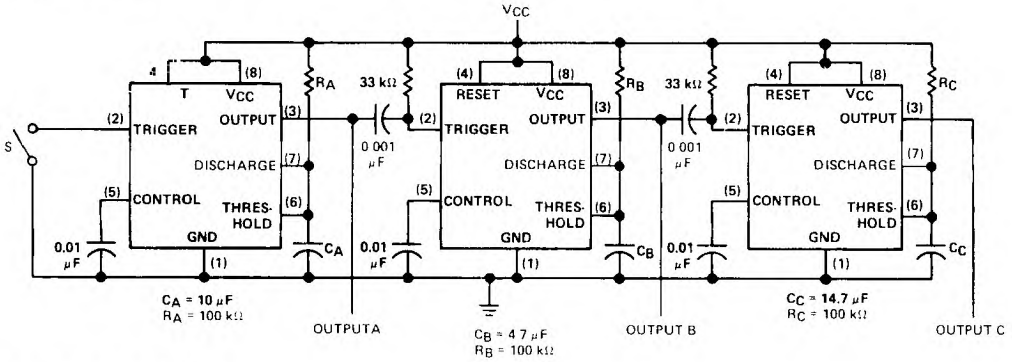 VCC
4
(8)
T
VCC
RA
33 kΩ
(4)
(8)
RESET
VCC
RB
33 kΩ
(4)
(8)
RESET
VCC
RC
S
(2)
TRIGGER
OUTPUT
(3)
(2)
TRIGGER
OUTPUT
(3)
(2)
TRIGGER
OUTPUT
(3)
0 001
μF
0 001
μF
DISCHARGE
(7)
DISCHARGE
(7)
DISCHARGE
(7)
(5)
CONTROL
THRES-
HOLD
(6)
(5)
CONTROL
THRES-
HOLD
(6)
(5)
CONTROL
THRES-
HOLD
(6)
0.01
μF
GND
(1)
CA
0.01
μF
GND
(1)
CB
0.01
μF
GND
(1)
CC
CA = 10 μF
RA = 100 kΩ
OUTPUT A
CB = 4 7 μF
RB = 100 kΩ
OUTPUT B
CC = 14.7 μF
RC = 100 kΩ
OUTPUT C